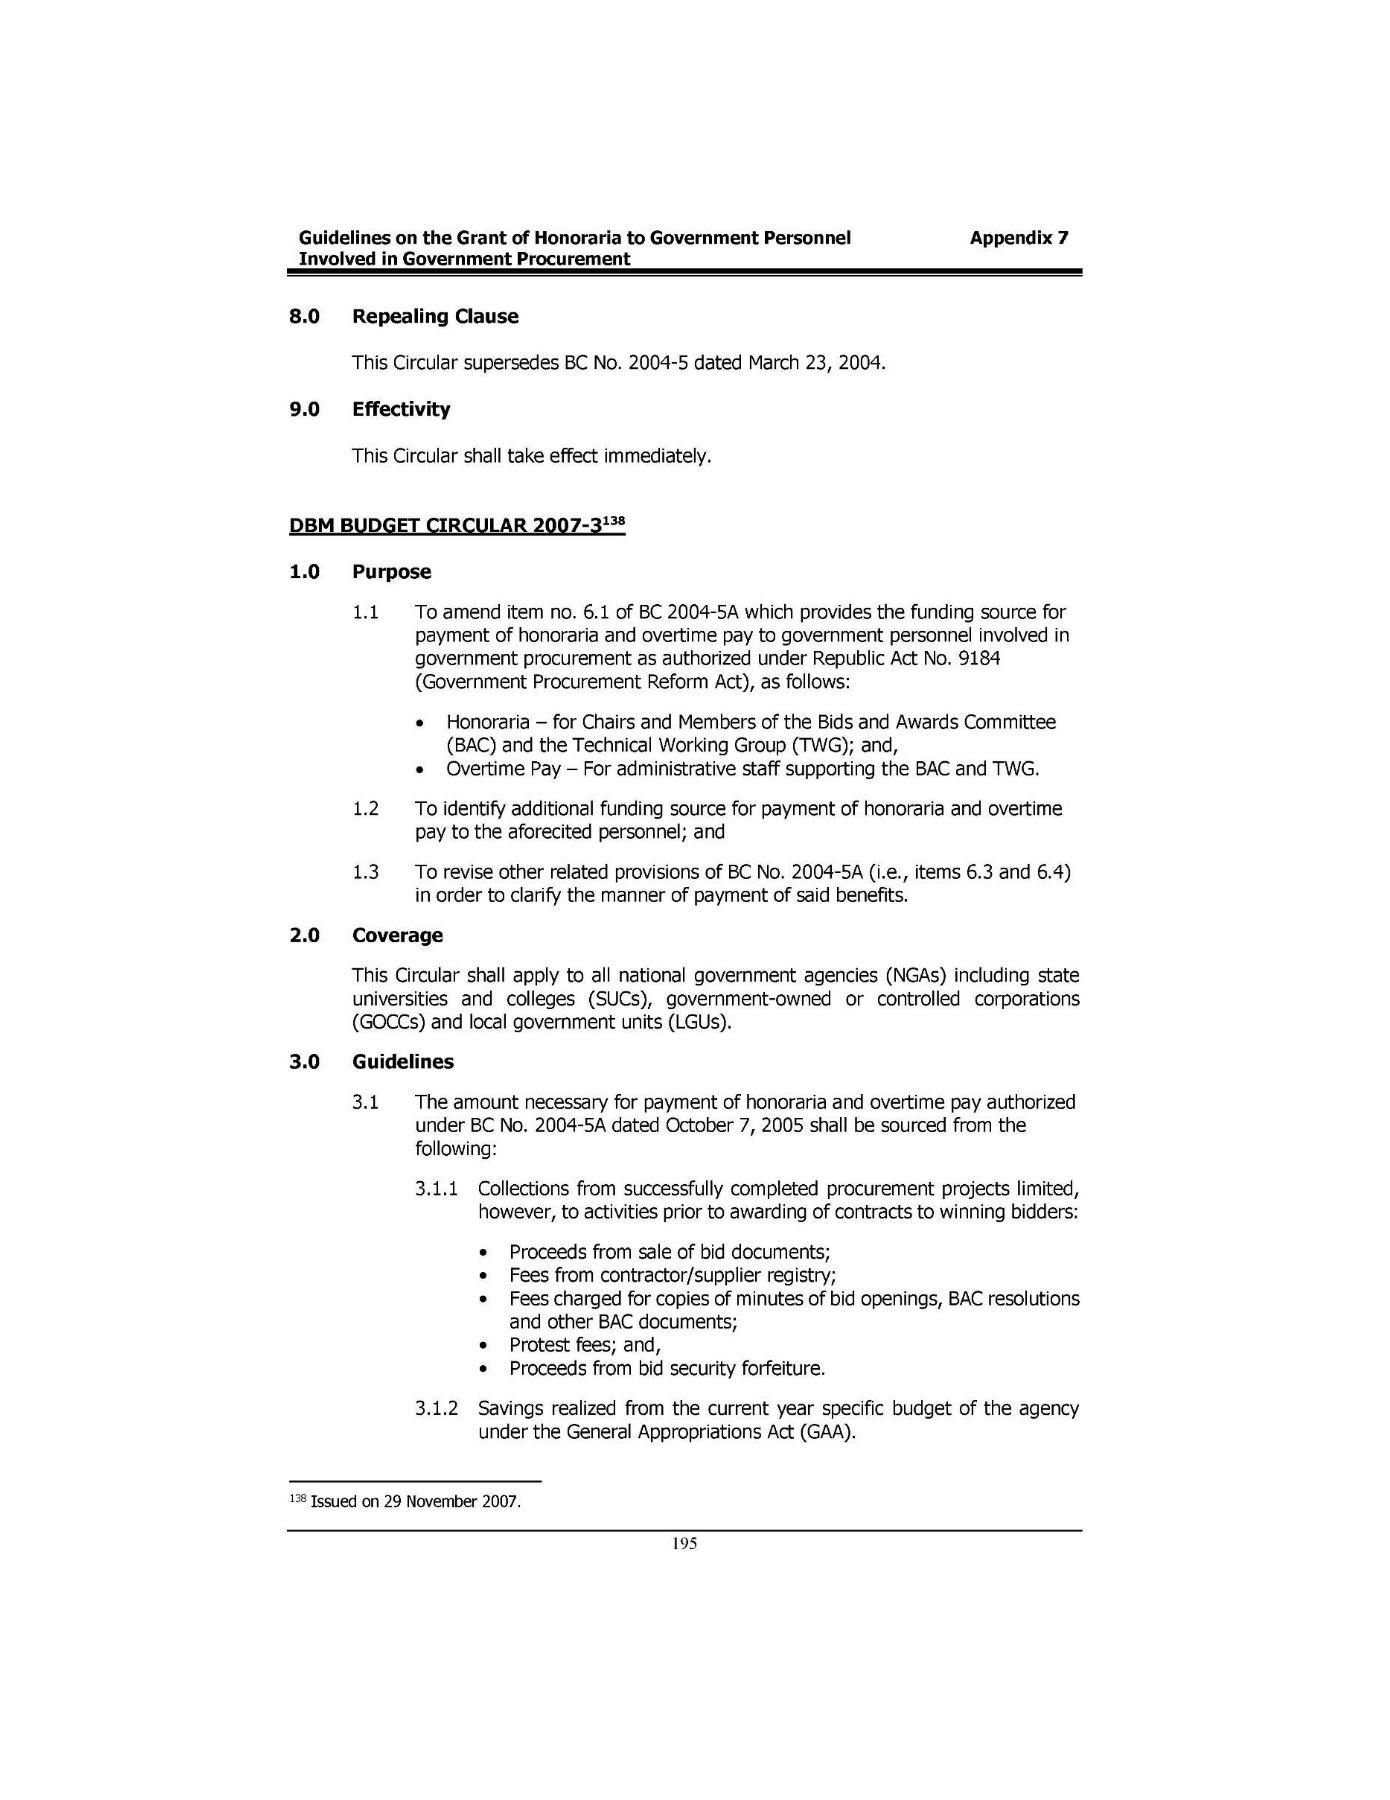 Guidelines on the Grant of Honoraria to Government Personnel Appendix 7
Involved in Government Procurement
8.0 Repealing Clause
This Circular supersedes BC No. 2004-5 dated March 23, 2004.
9.0 Effectivity
This Circular shall take effect immediately.
DBM BUDGET CIRCULAR 2007-3138
1.0 Purpose
1.1 To amend item no. 6.1 of BC 2004-5A which provides the funding source for
payment of honoraria and overtime pay to government personnel involved in
government procurement as authorized under Republic Act No. 9184
(Government Procurement Reform Act), as follows:
• Honoraria – for Chairs and Members of the Bids and Awards Committee
(BAC) and the Technical Working Group (TWG); and,
• Overtime Pay – For administrative staff supporting the BAC and TWG.
1.2 To identify additional funding source for payment of honoraria and overtime
pay to the aforecited personnel; and
1.3 To revise other related provisions of BC No. 2004-5A (i.e., items 6.3 and 6.4)
in order to clarify the manner of payment of said benefits.
2.0 Coverage
This Circular shall apply to all national government agencies (NGAs) including state
universities and colleges (SUCs), government-owned or controlled corporations
(GOCCs) and local government units (LGUs).
3.0 Guidelines
3.1 The amount necessary for payment of honoraria and overtime pay authorized
under BC No. 2004-5A dated October 7, 2005 shall be sourced from the
following:
3.1.1 Collections from successfully completed procurement projects limited,
however, to activities prior to awarding of contracts to winning bidders:
• Proceeds from sale of bid documents;
• Fees from contractor/supplier registry;
• Fees charged for copies of minutes of bid openings, BAC resolutions
and other BAC documents;
• Protest fees; and,
• Proceeds from bid security forfeiture.
3.1.2 Savings realized from the current year specific budget of the agency
under the General Appropriations Act (GAA).
138 Issued on 29 November 2007.
195